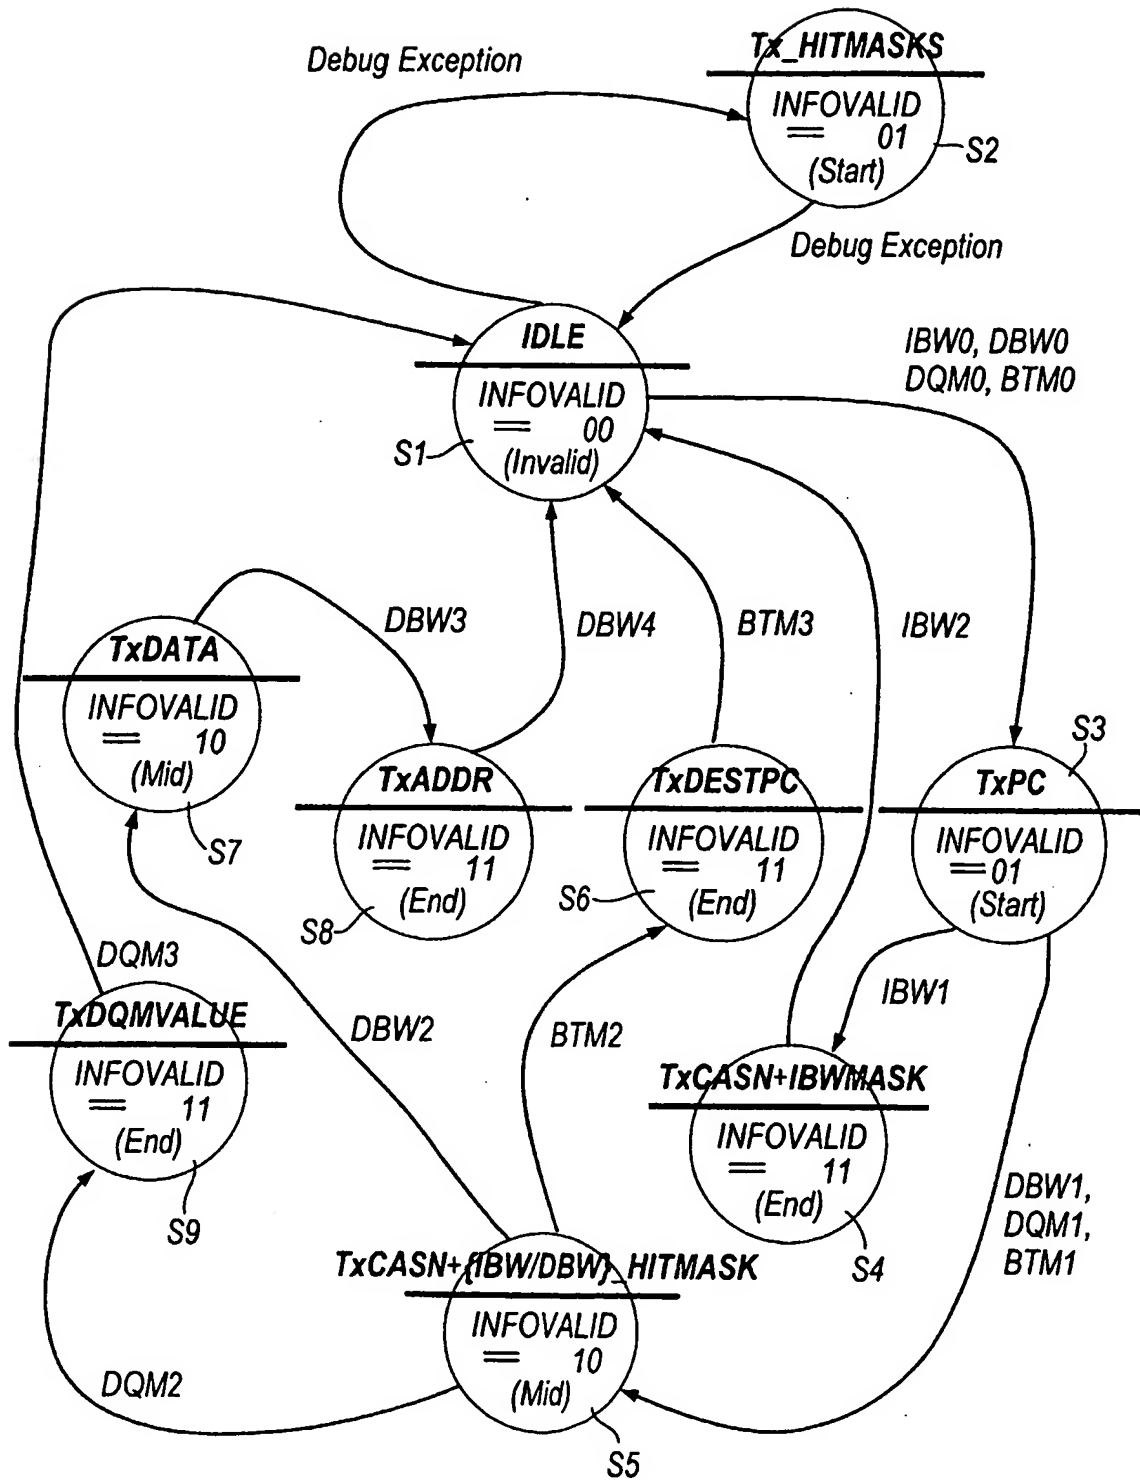 Debug Exception
Tx_HITMASKS
INFOVALID
== 01
(Start)
S2
Debug Exception
IDLE
INFOVALID
== 00
(Invalid)
S1
IBW0, DBW0
DQM0, BTM0
DBW3
DBW4
BTM3
IBW2
TxDATA
INFOVALID
== 10
(Mid)
S7
TxADDR
INFOVALID
== 11
(End)
S8
TxDESTPC
INFOVALID
== 11
(End)
S6
S3
TxPC
INFOVALID
==01
(Start)
DQM3
DBW2
BTM2
IBW1
TxDQMVALUE
INFOVALID
== 11
(End)
S9
TxCASN+IBWMASK
INFOVALID
== 11
(End)
S4
DBW1,
DQM1,
BTM1
TxCASN+{IBW/DBW}_HITMASK
INFOVALID
== 10
(Mid)
S5
DQM2